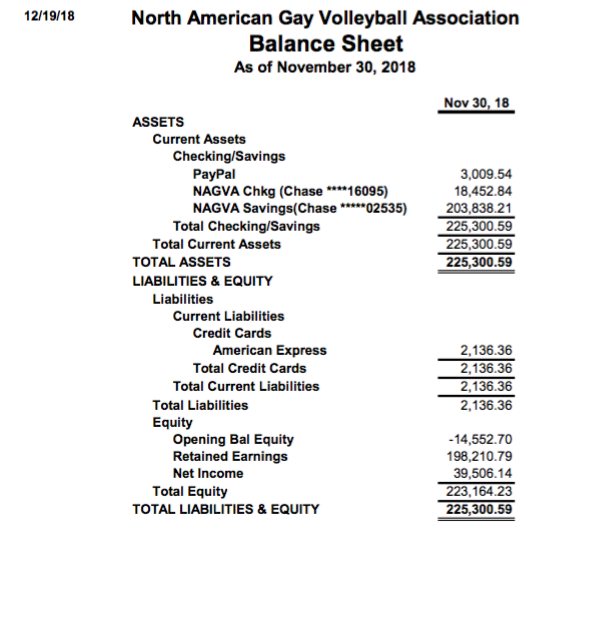 12/19/18
North American Gay Volleyball Association
Balance Sheet
As of November 30, 2018
Nov 30, 18
ASSETS
Current Assets
Checking/Savings
PayPal 3,009.54
NAGVA Chkg (Chase ****16095) 18,452.84
NAGVA Savings(Chase *****02535) 203,838.21
Total Checking/Savings 225,300.59
Total Current Assets 225,300.59
TOTAL ASSETS 225,300.59
LIABILITIES & EQUITY
Liabilities
Current Liabilities
Credit Cards
American Express 2,136.36
Total Credit Cards 2,136.36
Total Current Liabilities 2,136.36
Total Liabilities 2,136.36
Equity
Opening Bal Equity -14,552.70
Retained Earnings 198,210.79
Net Income 39,506.14
Total Equity 223,164.23
TOTAL LIABILITIES & EQUITY 225,300.59